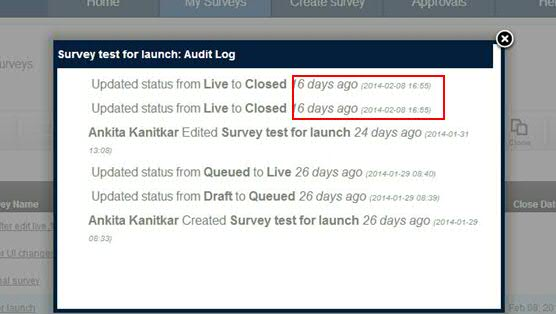 Home My Surveys Create survey Approvals
Survey test for launch: Audit Log
urveys
Updated status from Live to Closed 16 days ago (2014-02-08 16:55)
Updated status from Live to Closed 16 days ago (2014-02-08 16:55)
Ankita Kanitkar Edited Survey test for launch 24 days ago (2014-01-31
13:08)
Clone
Updated status from Queued to Live 26 days ago (2014-01-29 08:40)
Updated status from Draft to Queued 26 days ago (2014-01-29 08:39)
ey Name Close Dat
Ankita Kanitkar Created Survey test for launch 26 days ago (2014-01-29
08:33)
fter edit live
r UI changes
nal survey
r launch Feb 08, 20